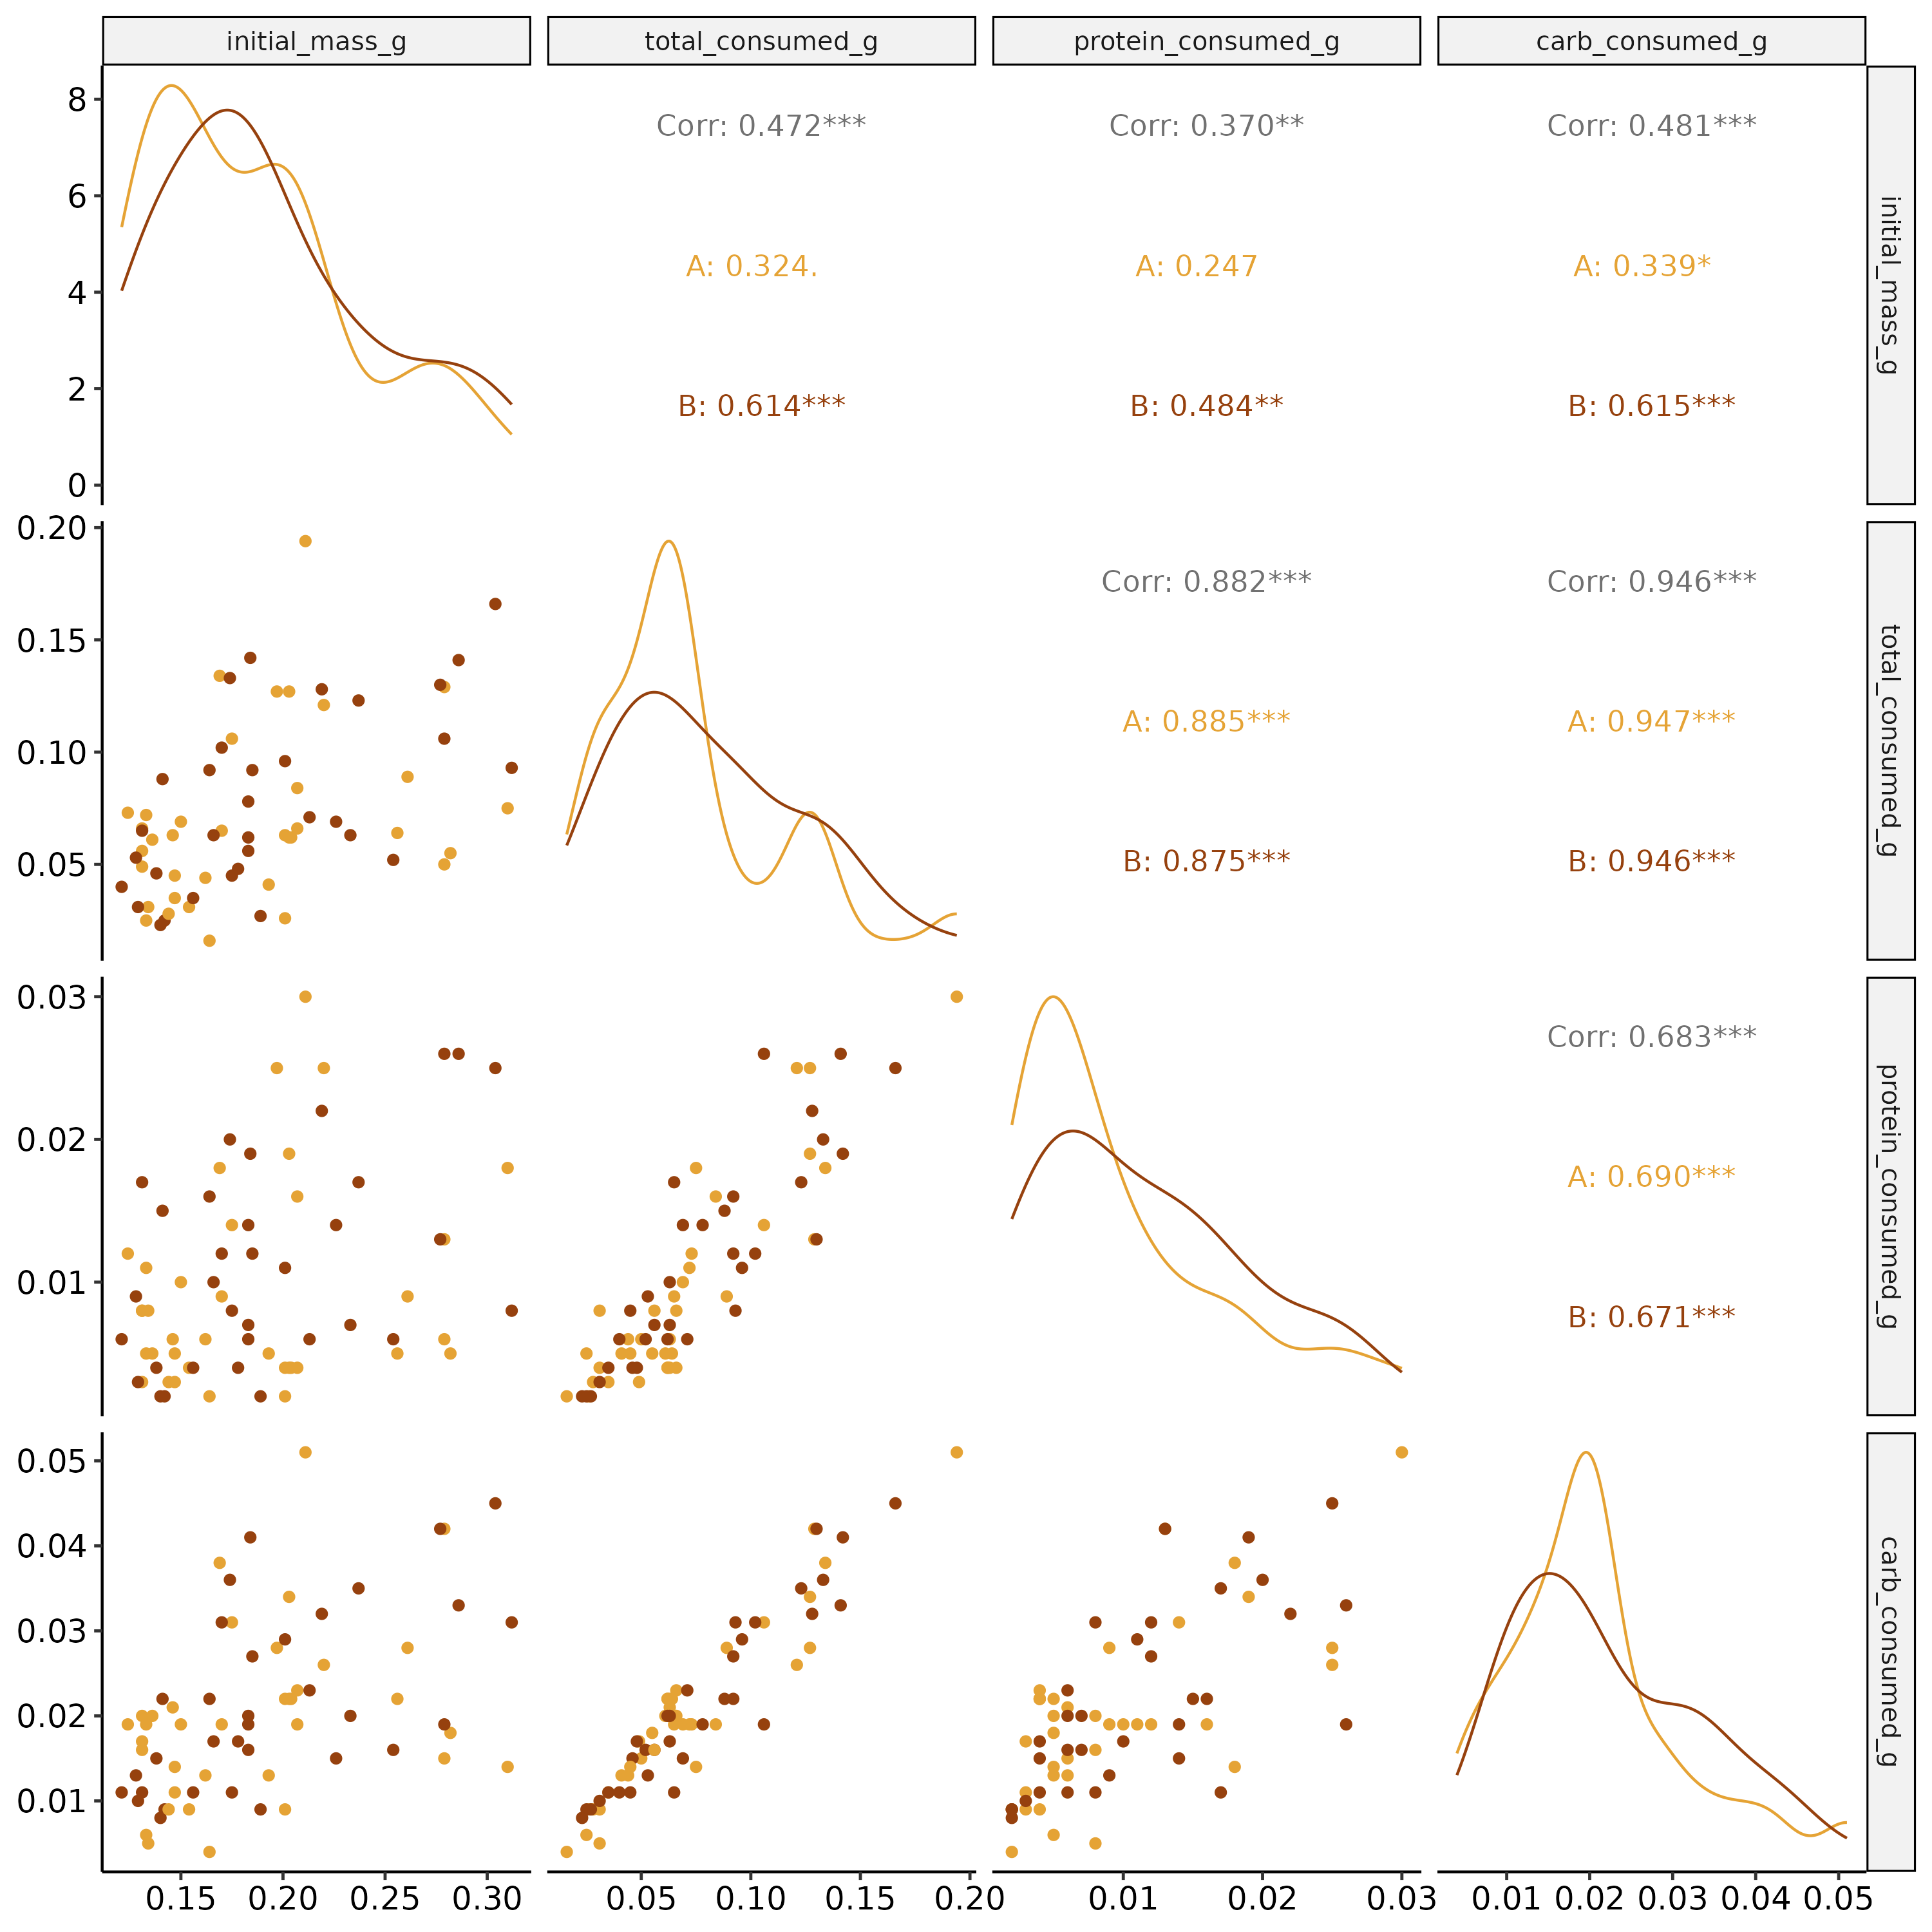 initial_mass_g total_consumed_g protein_consumed_g carb_consumed_g
8
Corr: 0.472*** Corr: 0.370** Corr: 0.481***
6
A: 0.324. A: 0.247 A: 0.339*
4
initial_mass_g
2
B: 0.614*** B: 0.484** B: 0.615***
0
0.20
Corr: 0.882*** Corr: 0.946***
0.15
A: 0.885*** A: 0.947***
0.10
total_consumed_g
B: 0.875*** B: 0.946***
0.05
0.03
Corr: 0.683***
0.02
A: 0.690***
protein_consumed_g
0.01
B: 0.671***
0.05
0.04
0.03
carb_consumed_g
0.02
0.01
0.15 0.20 0.25 0.30 0.05 0.10 0.15 0.20 0.01 0.02 0.03 0.01 0.02 0.03 0.04 0.05